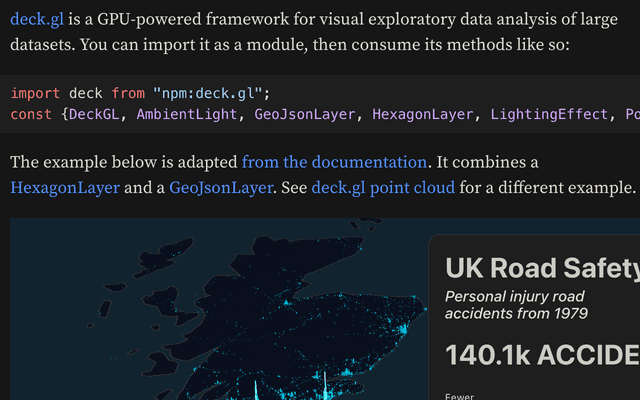 deck.gl is a GPU-powered framework for visual exploratory data analysis of large
datasets. You can import it as a module, then consume its methods like so:
import deck from "npm:deck.gl";
const {DeckGL, AmbientLight, GeoJsonLayer, HexagonLayer, LightingEffect, Po
The example below is adapted from the documentation. It combines a
HexagonLayer and a GeoJsonLayer. See deck.gl point cloud for a different example.
UK Road Safety
Personal injury road
accidents from 1979
140.1k ACCIDE
Fewer